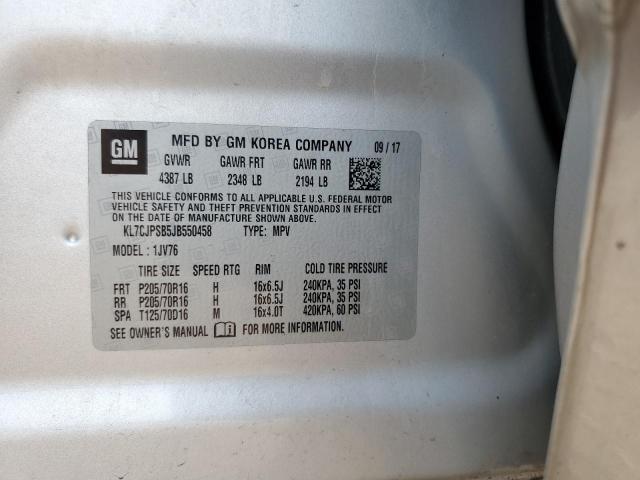 GM MFD BY GM KOREA COMPANY 09 / 17
GVWR GAWR FRT GAWR RR
4387 LB 2348 LB 2194 LB
THIS VEHICLE CONFORMS TO ALL APPLICABLE U.S. FEDERAL MOTOR
VEHICLE SAFETY AND THEFT PREVENTION STANDARDS IN EFFECT
ON THE DATE OF MANUFACTURE SHOWN ABOVE.
KL7CJPSB5JB550458 TYPE: MPV
MODEL : 1JV76
TIRE SIZE SPEED RTG RIM COLD TIRE PRESSURE
FRT P205/70R16 H 16x6.5J 240KPA, 35 PSI
RR P205/70R16 H 16x6.5J 240KPA, 35 PSI
SPA T125/70D16 M 16x4.0T 420KPA, 60 PSI
SEE OWNER'S MANUAL FOR MORE INFORMATION.